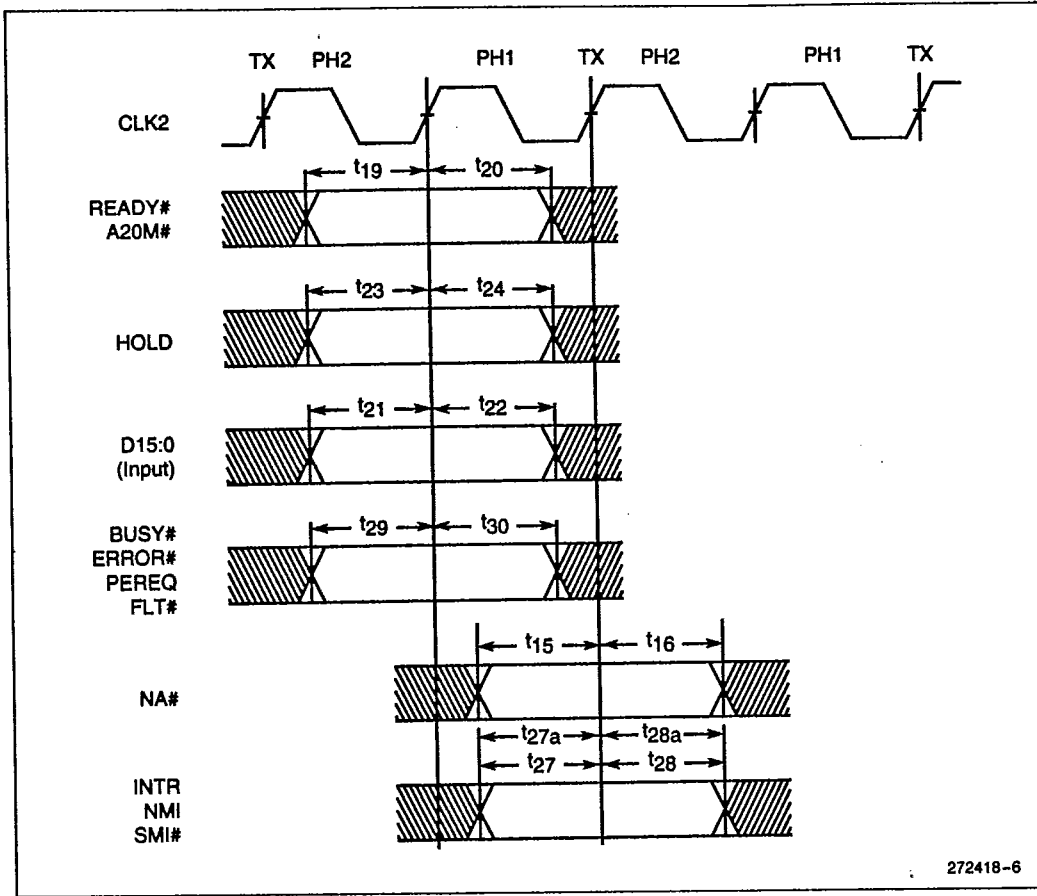 TX PH2 PH1 TX PH2 PH1 TX
CLK2
t19 t20
READY#
A20M#
t23 t24
HOLD
t21 t22
D15:0
(Input)
t29 t30
BUSY#
ERROR#
PEREQ
FLT#
t15 t16
NA#
t27a t28a
t27 t28
INTR
NMI
SMI#
272418-6